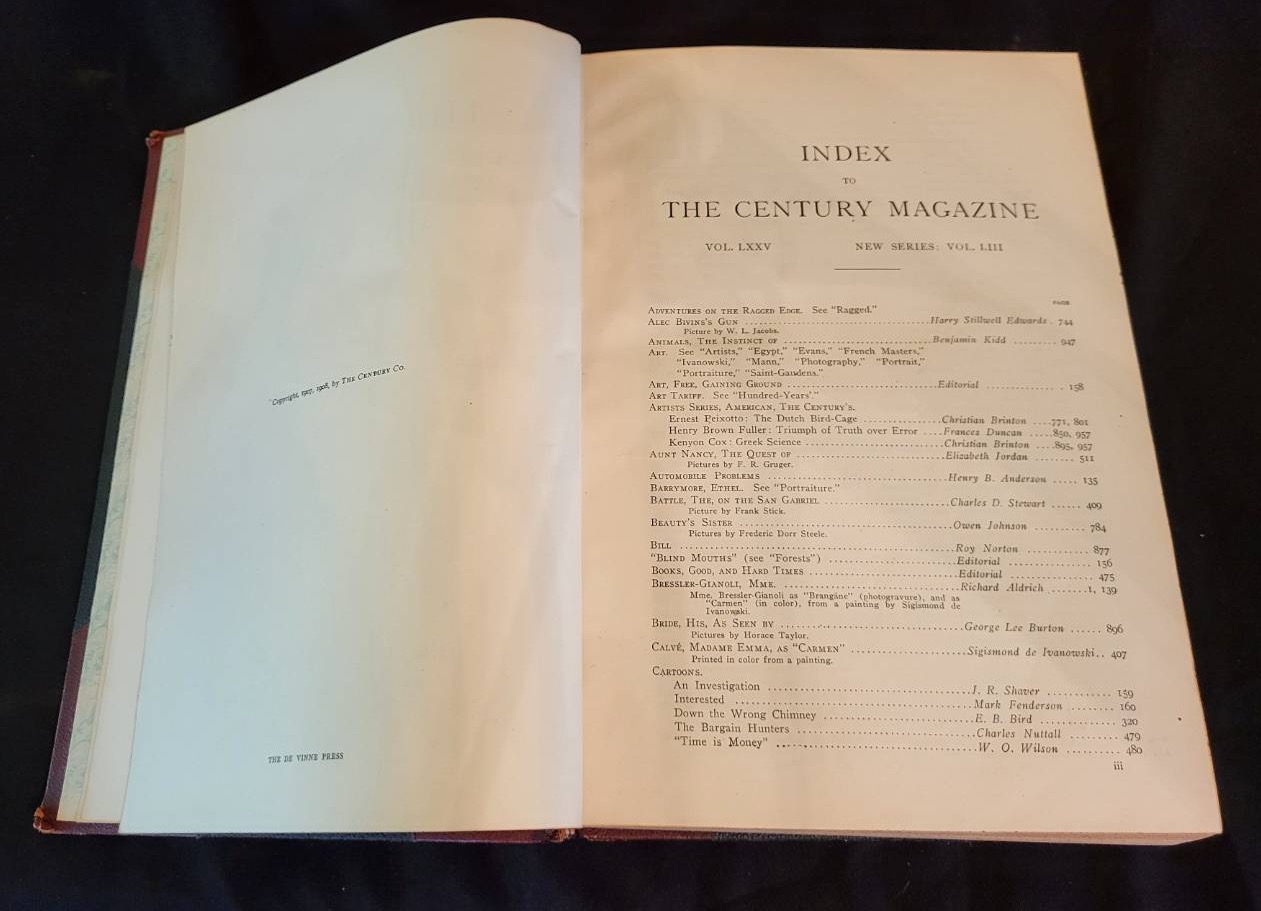 Copyright, 1907, 1908, by THE CENTURY CO.
THE DE VINNE PRESS
INDEX
TO
THE CENTURY MAGAZINE
VOL. LXXV NEW SERIES: VOL. LIII
PAGE
ADVENTURES ON THE RAGGED EDGE. See "Ragged."
ALEC BIVINS'S GUN ........ Harry Stillwell Edwards . 744
Picture by W. L. Jacobs.
ANIMALS, THE INSTINCT OF ........ Benjamin Kidd ........ 947
ART. See "Artists," "Egypt," "Evans," "French Masters,"
"Ivanowski," "Mann," "Photography," "Portrait,"
"Portraiture," "Saint-Gaudens."
ART, FREE, GAINING GROUND ........ Editorial ........ 158
ART TARIFF. See "Hundred-Years'."
ARTISTS SERIES, AMERICAN, THE CENTURY'S.
Ernest Peixotto: The Dutch Bird-Cage ........ Christian Brinton ....771, 801
Henry Brown Fuller: Triumph of Truth over Error ....Frances Duncan .....850, 957
Kenyon Cox: Greek Science ........ Christian Brinton ....895, 957
AUNT NANCY, THE QUEST OF ........ Elizabeth Jordan ........ 511
Pictures by F. R. Gruger.
AUTOMOBILE PROBLEMS ........ Henry B. Anderson ..... 135
BARRYMORE, ETHEL. See "Portraiture."
BATTLE, THE, ON THE SAN GABRIEL ........ Charles D. Stewart ...... 409
Picture by Frank Stick.
BEAUTY'S SISTER ........ Owen Johnson ........ 784
Pictures by Frederic Dorr Steele.
BILL ........ Roy Norton ........ 877
"BLIND MOUTHS" (see "Forests") ........ Editorial ........ 156
BOOKS, GOOD, AND HARD TIMES ........ Editorial ........ 475
BRESSLER-GIANOLI, MME. ........ Richard Aldrich ........1, 139
Mme. Bressler-Gianoli as "Brangäne" (photogravure), and as
"Carmen" (in color), from a painting by Sigismond de
Ivanowski.
BRIDE, HIS, AS SEEN BY ........ George Lee Burton ...... 896
Pictures by Horace Taylor.
CALVÉ, MADAME EMMA, AS "CARMEN" ........ Sigismond de Ivanowski.. 407
Printed in color from a painting.
CARTOONS.
An Investigation ........ J. R. Shaver ........ 159
Interested ........ Mark Fenderson ........ 160
Down the Wrong Chimney ........ E. B. Bird ........ 320
The Bargain Hunters ........ Charles Nuttall ........ 479
"Time is Money" ........ W. O. Wilson ........ 480
iii